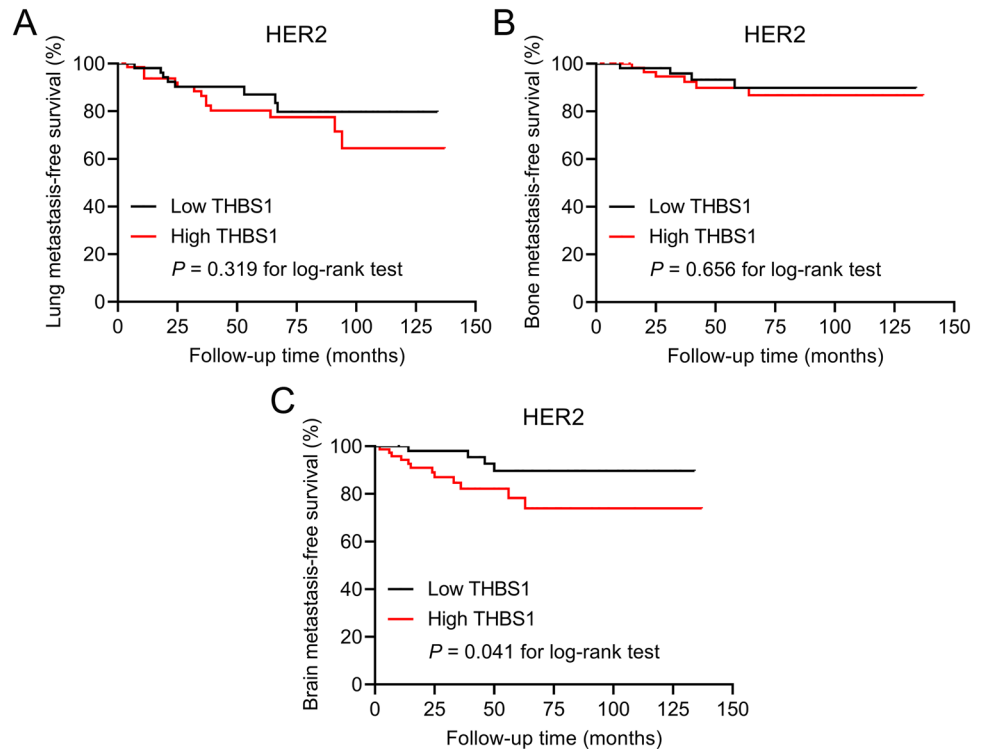 A
HER2
Lung metastasis-free survival (%)
100
80
60
40
20
0
Low THBS1
High THBS1
P = 0.319 for log-rank test
0 25 50 75 100 125 150
Follow-up time (months)
B
HER2
Bone metastasis-free survival (%)
100
80
60
40
20
0
Low THBS1
High THBS1
P = 0.656 for log-rank test
0 25 50 75 100 125 150
Follow-up time (months)
C
HER2
Brain metastasis-free survival (%)
100
80
60
40
20
0
Low THBS1
High THBS1
P = 0.041 for log-rank test
0 25 50 75 100 125 150
Follow-up time (months)